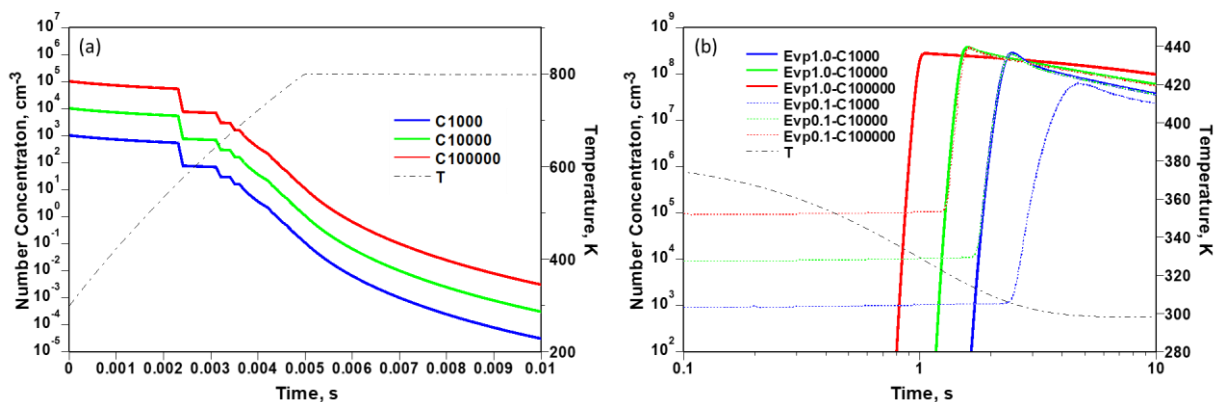 (a)
Number Concentraton, cm-3
10^7
10^6
10^5
10^4
10^3
10^2
10^1
10^0
10^-1
10^-2
10^-3
10^-4
10^-5
C1000
C10000
C100000
T
800
600
400
200
Temperature, K
0 0.001 0.002 0.003 0.004 0.005 0.006 0.007 0.008 0.009 0.01
Time, s
(b)
Number Concentraton, cm-3
10^9
10^8
10^7
10^6
10^5
10^4
10^3
10^2
Evp1.0-C1000
Evp1.0-C10000
Evp1.0-C100000
Evp0.1-C1000
Evp0.1-C10000
Evp0.1-C100000
T
440
420
400
380
360
340
320
300
280
Temperature, K
0.1 1 10
Time, s